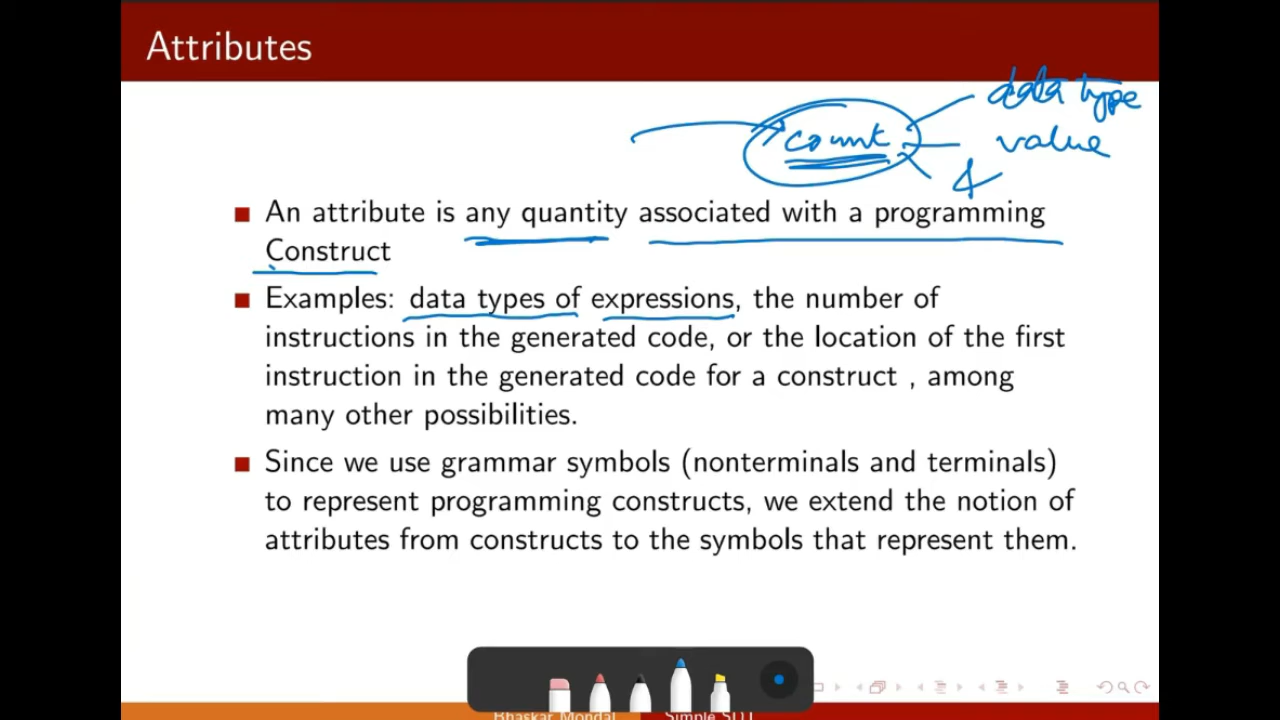 Attributes
data type
count
value
&
An attribute is any quantity associated with a programming
Construct
Examples: data types of expressions, the number of
instructions in the generated code, or the location of the first
instruction in the generated code for a construct , among
many other possibilities.
Since we use grammar symbols (nonterminals and terminals)
to represent programming constructs, we extend the notion of
attributes from constructs to the symbols that represent them.
Bhaskar Mondal
Simple SDT